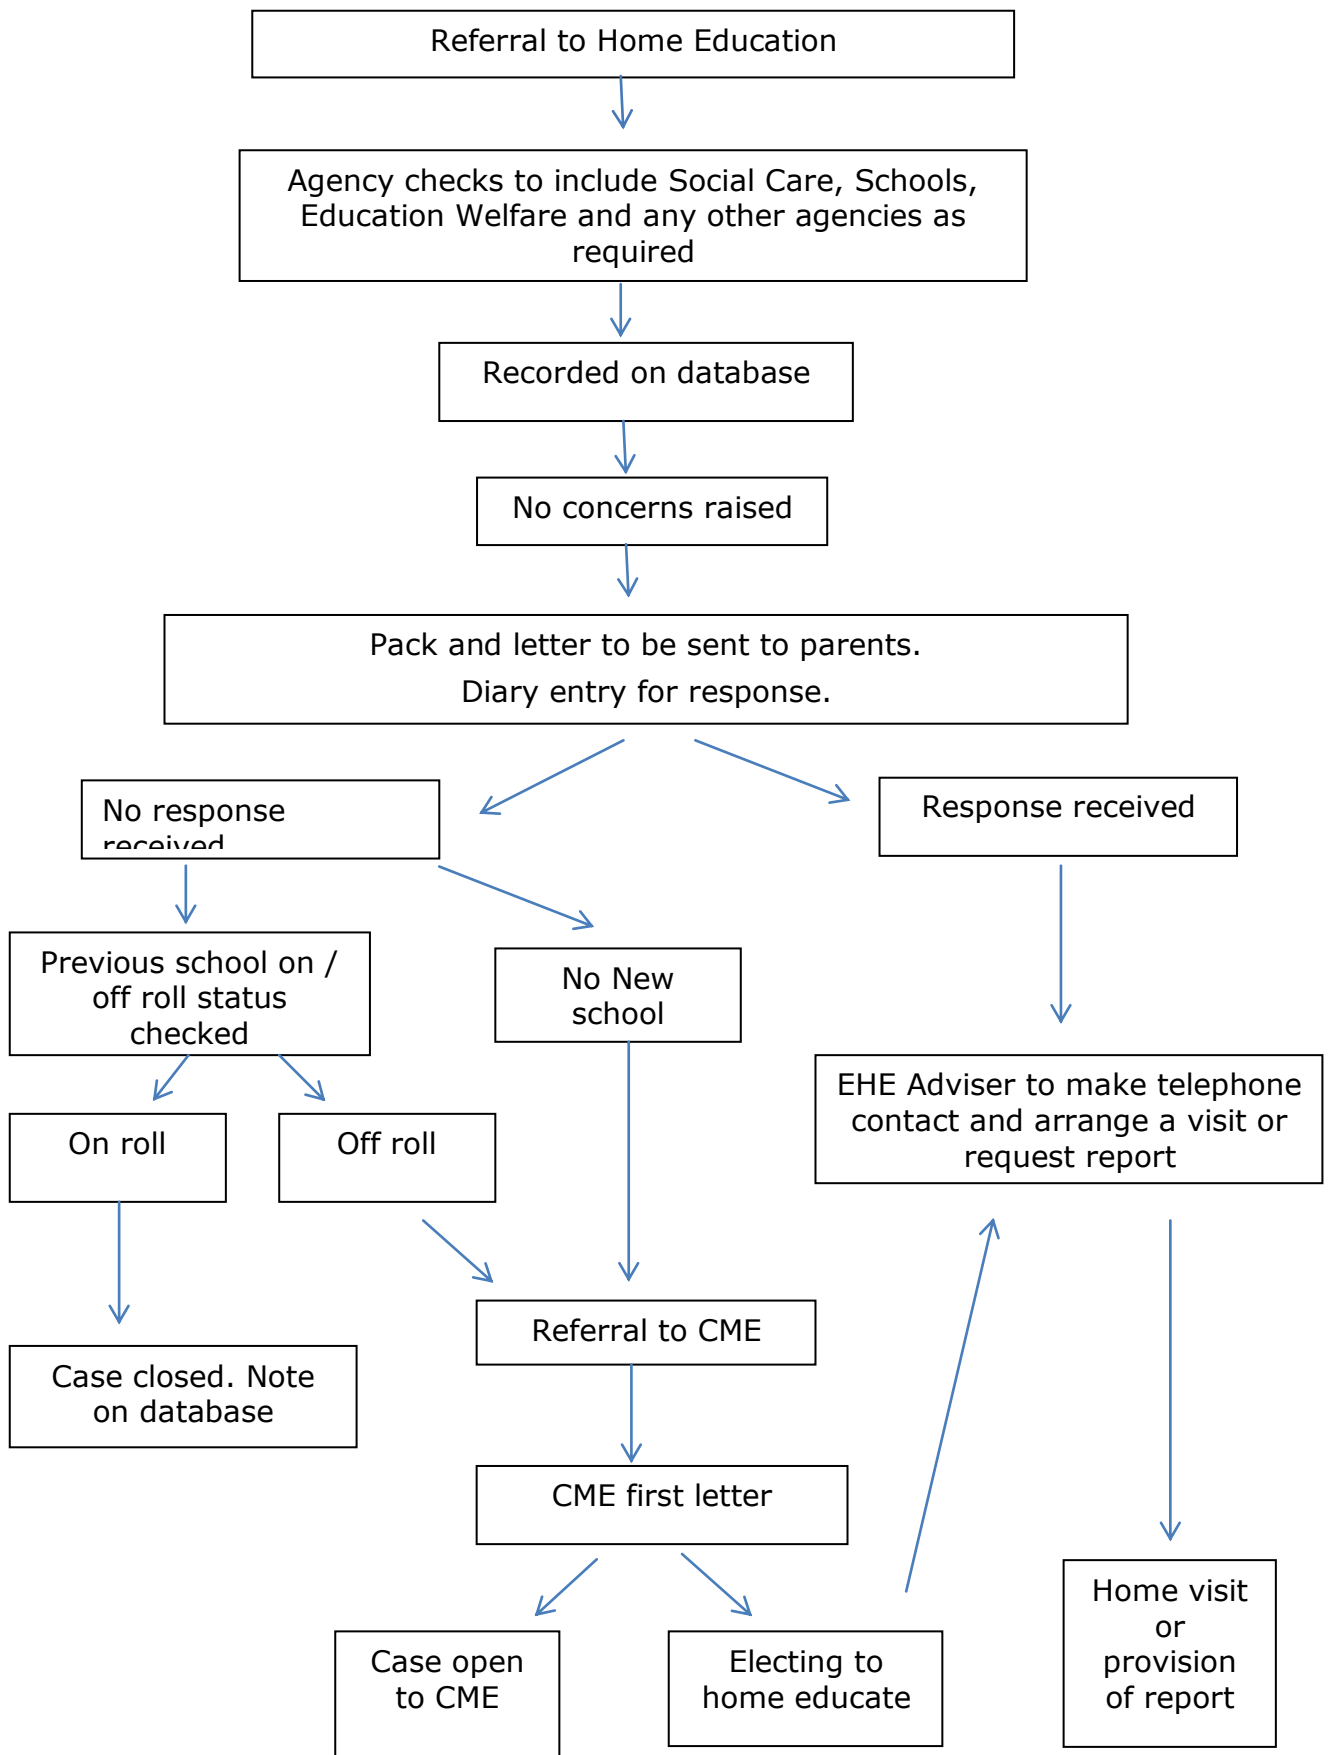 Referral to Home Education
Agency checks to include Social Care, Schools,
Education Welfare and any other agencies as
required
Recorded on database
No concerns raised
Pack and letter to be sent to parents.
Diary entry for response.
No response
received
Response received
Previous school on /
off roll status
checked
No New
school
EHE Adviser to make telephone
contact and arrange a visit or
request report
On roll
Off roll
Referral to CME
Case closed. Note
on database
CME first letter
Home visit
or
provision
of report
Case open
to CME
Electing to
home educate